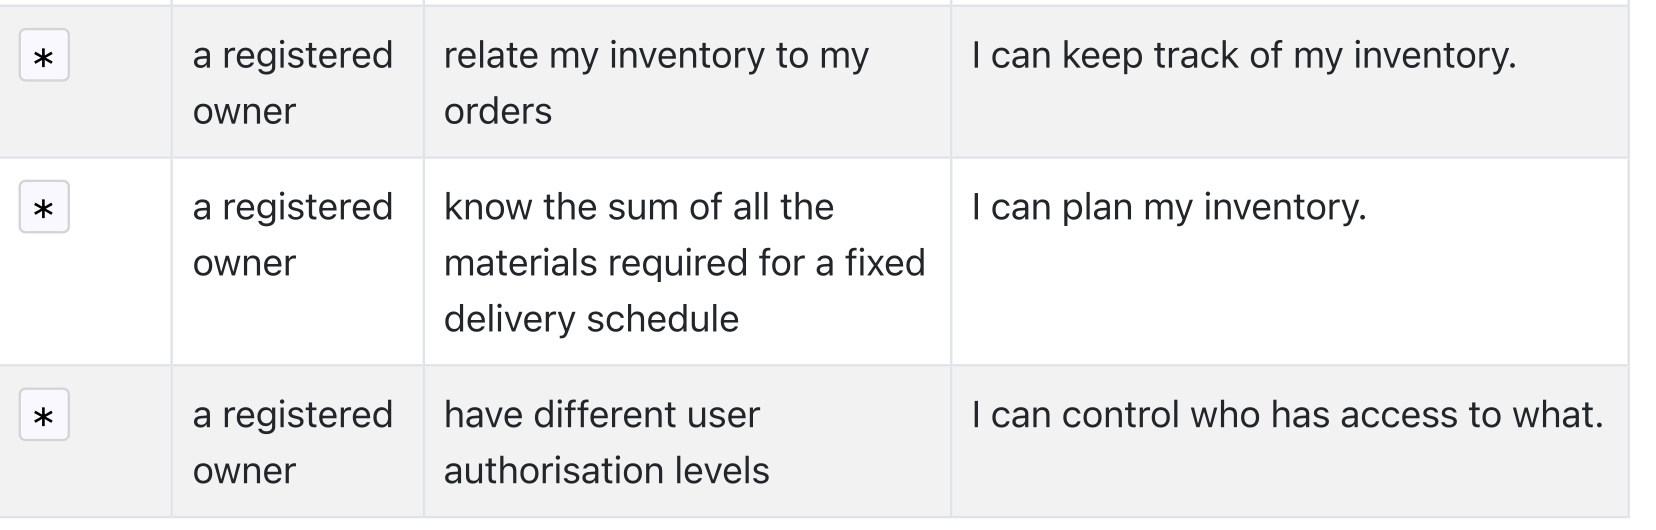 * a registered relate my inventory to my I can keep track of my inventory.
owner orders
* a registered know the sum of all the I can plan my inventory.
owner materials required for a fixed
delivery schedule
* a registered have different user I can control who has access to what.
owner authorisation levels